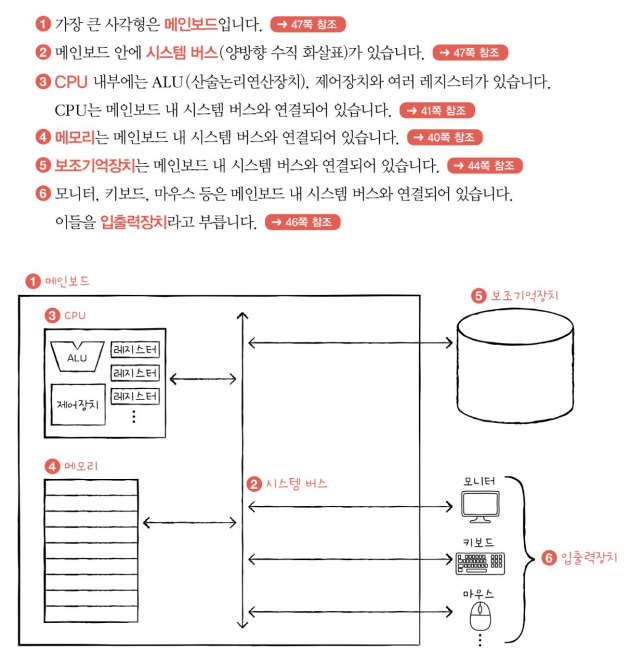 1 가장 큰 사각형은 메인보드입니다. → 47쪽 참조
2 메인보드 안에 시스템 버스(양방향 수직 화살표)가 있습니다. → 47쪽 참조
3 CPU 내부에는 ALU(산술논리연산장치), 제어장치와 여러 레지스터가 있습니다.
CPU는 메인보드 내 시스템 버스와 연결되어 있습니다. → 41쪽 참조
4 메모리는 메인보드 내 시스템 버스와 연결되어 있습니다. → 40쪽 참조
5 보조기억장치는 메인보드 내 시스템 버스와 연결되어 있습니다. → 44쪽 참조
6 모니터, 키보드, 마우스 등은 메인보드 내 시스템 버스와 연결되어 있습니다.
이들을 입출력장치라고 부릅니다. → 46쪽 참조
1 메인보드
5 보조기억장치
3 CPU
ALU
레지스터
레지스터
제어장치
레지스터
4 메모리
2 시스템 버스
모니터
키보드
6 입출력장치
마우스